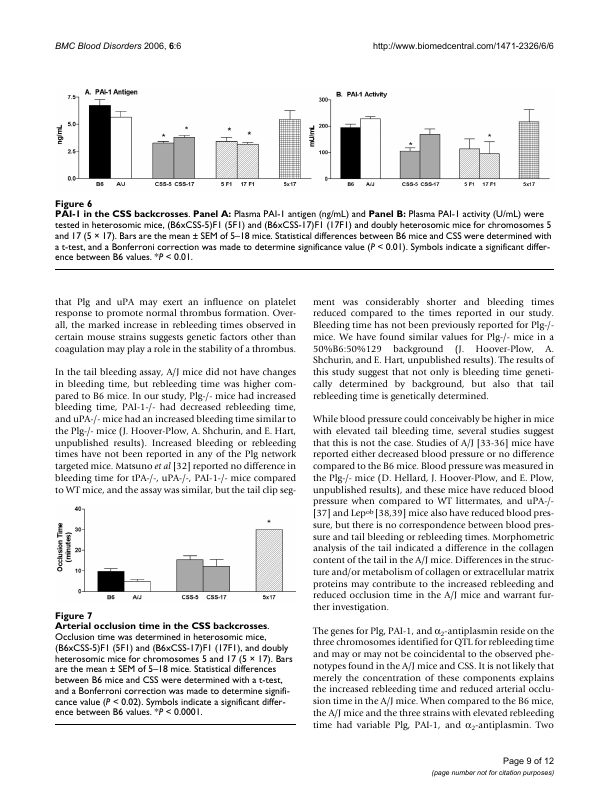 BMC Blood Disorders 2006, 6:6
http://www.biomedcentral.com/1471-2326/6/6
A. PAI-1 Antigen
7.5
5.0
2.5
0.0
ng/mL
* * * *
B6 A/J CSS-5 CSS-17 5 F1 17 F1 5x17
B. PAI-1 Activity
300
200
100
0
mU/mL
* *
B6 A/J CSS-5 CSS-17 5 F1 17 F1 5x17
Figure 6
PAI-1 in the CSS backcrosses. Panel A: Plasma PAI-1 antigen (ng/mL) and Panel B: Plasma PAI-1 activity (U/mL) were
tested in heterosomic mice, (B6xCSS-5)F1 (5F1) and (B6xCSS-17)F1 (17F1) and doubly heterosomic mice for chromosomes 5
and 17 (5 × 17). Bars are the mean ± SEM of 5–18 mice. Statistical differences between B6 mice and CSS were determined with
a t-test, and a Bonferroni correction was made to determine significance value (P < 0.01). Symbols indicate a significant differ-
ence between B6 values. *P < 0.01.
that Plg and uPA may exert an influence on platelet
response to promote normal thrombus formation. Over-
all, the marked increase in rebleeding times observed in
certain mouse strains suggests genetic factors other than
coagulation may play a role in the stability of a thrombus.
In the tail bleeding assay, A/J mice did not have changes
in bleeding time, but rebleeding time was higher com-
pared to B6 mice. In our study, Plg-/- mice had increased
bleeding time, PAI-1-/- had decreased rebleeding time,
and uPA-/- mice had an increased bleeding time similar to
the Plg-/- mice (J. Hoover-Plow, A. Shchurin, and E. Hart,
unpublished results). Increased bleeding or rebleeding
times have not been reported in any of the Plg network
targeted mice. Matsuno et al [32] reported no difference in
bleeding time for tPA-/-, uPA-/-, PAI-1-/- mice compared
to WT mice, and the assay was similar, but the tail clip seg-
40
30
20
10
0
Occlusion Time
(minutes)
*
B6 A/J CSS-5 CSS-17 5x17
Figure 7
Arterial occlusion time in the CSS backcrosses.
Occlusion time was determined in heterosomic mice,
(B6xCSS-5)F1 (B6xCSS-17)F1 (17F1), and doubly
heterosomic mice for chromosomes 5 and 17 (5 × 17). Bars
are the mean ± SEM of 5–18 mice. Statistical differences
between B6 mice and CSS were determined with a t-test,
and a Bonferroni correction was made to determine signifi-
cance value (P < 0.02). Symbols indicate a significant differ-
ence between B6 values. *P < 0.0001.
ment was considerably shorter and bleeding times
reduced compared to the times reported in our study.
Bleeding time has not been previously reported for Plg-/-
mice. We have found similar values for Plg-/- mice in a
50%B6:50%129 background (J. Hoover-Plow, A.
Shchurin, and E. Hart, unpublished results). The results of
this study suggest that not only is bleeding time geneti-
cally determined by background, but also that tail
rebleeding time is genetically determined.
While blood pressure could conceivably be higher in mice
with elevated tail bleeding time, several studies suggest
that this is not the case. Studies of A/J [33-36] mice have
reported either decreased blood pressure or no difference
compared to the B6 mice. Blood pressure was measured in
the Plg-/- mice (D. Hellard, J. Hoover-Plow, and E. Plow,
unpublished results), and these mice have reduced blood
pressure when compared to WT littermates, and uPA-/-
[37] and Lepᵒᵇ [38,39] mice also have reduced blood pres-
sure, but there is no correspondence between blood pres-
sure and tail bleeding or rebleeding times. Morphometric
analysis of the tail indicated a difference in the collagen
content of the tail in the A/J mice. Differences in the struc-
ture and/or metabolism of collagen or extracellular matrix
proteins may contribute to the increased rebleeding and
reduced occlusion time in the A/J mice and warrant fur-
ther investigation.
The genes for Plg, PAI-1, and α₂-antiplasmin reside on the
three chromosomes identified for QTL for rebleeding time
and may or may not be coincidental to the observed phe-
notypes found in the A/J mice and CSS. It is not likely that
merely the concentration of these components explains
the increased rebleeding time and reduced arterial occlu-
sion time in the A/J mice. When compared to the B6 mice,
the A/J mice and the three strains with elevated rebleeding
time had variable Plg, PAI-1, and α₂-antiplasmin. Two
Page 9 of 12
(page number not for citation purposes)